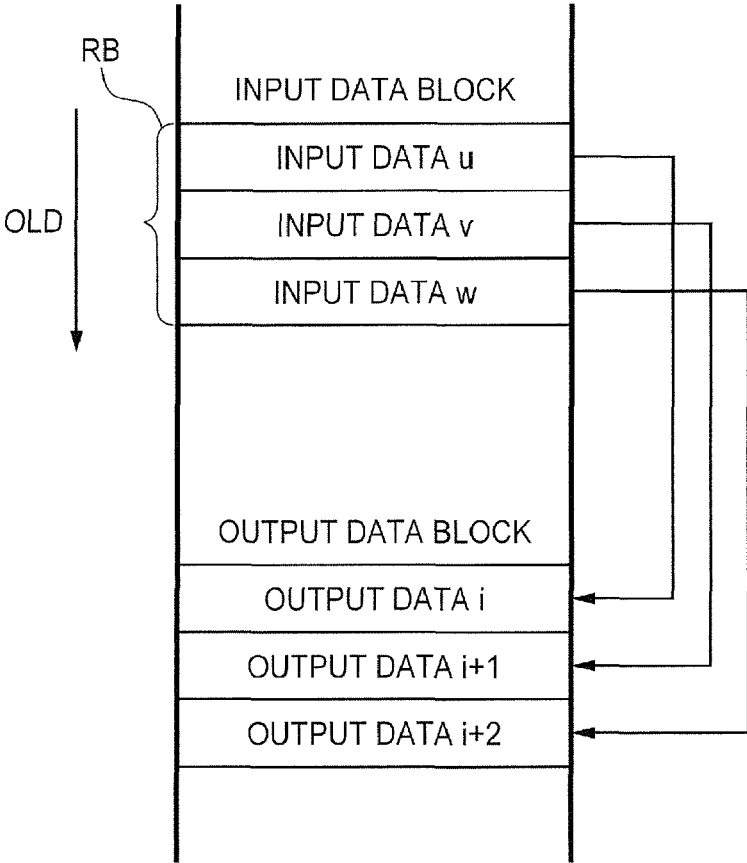 RB
INPUT DATA BLOCK
INPUT DATA u
OLD
INPUT DATA v
INPUT DATA w
OUTPUT DATA BLOCK
OUTPUT DATA i
OUTPUT DATA i+1
OUTPUT DATA i+2